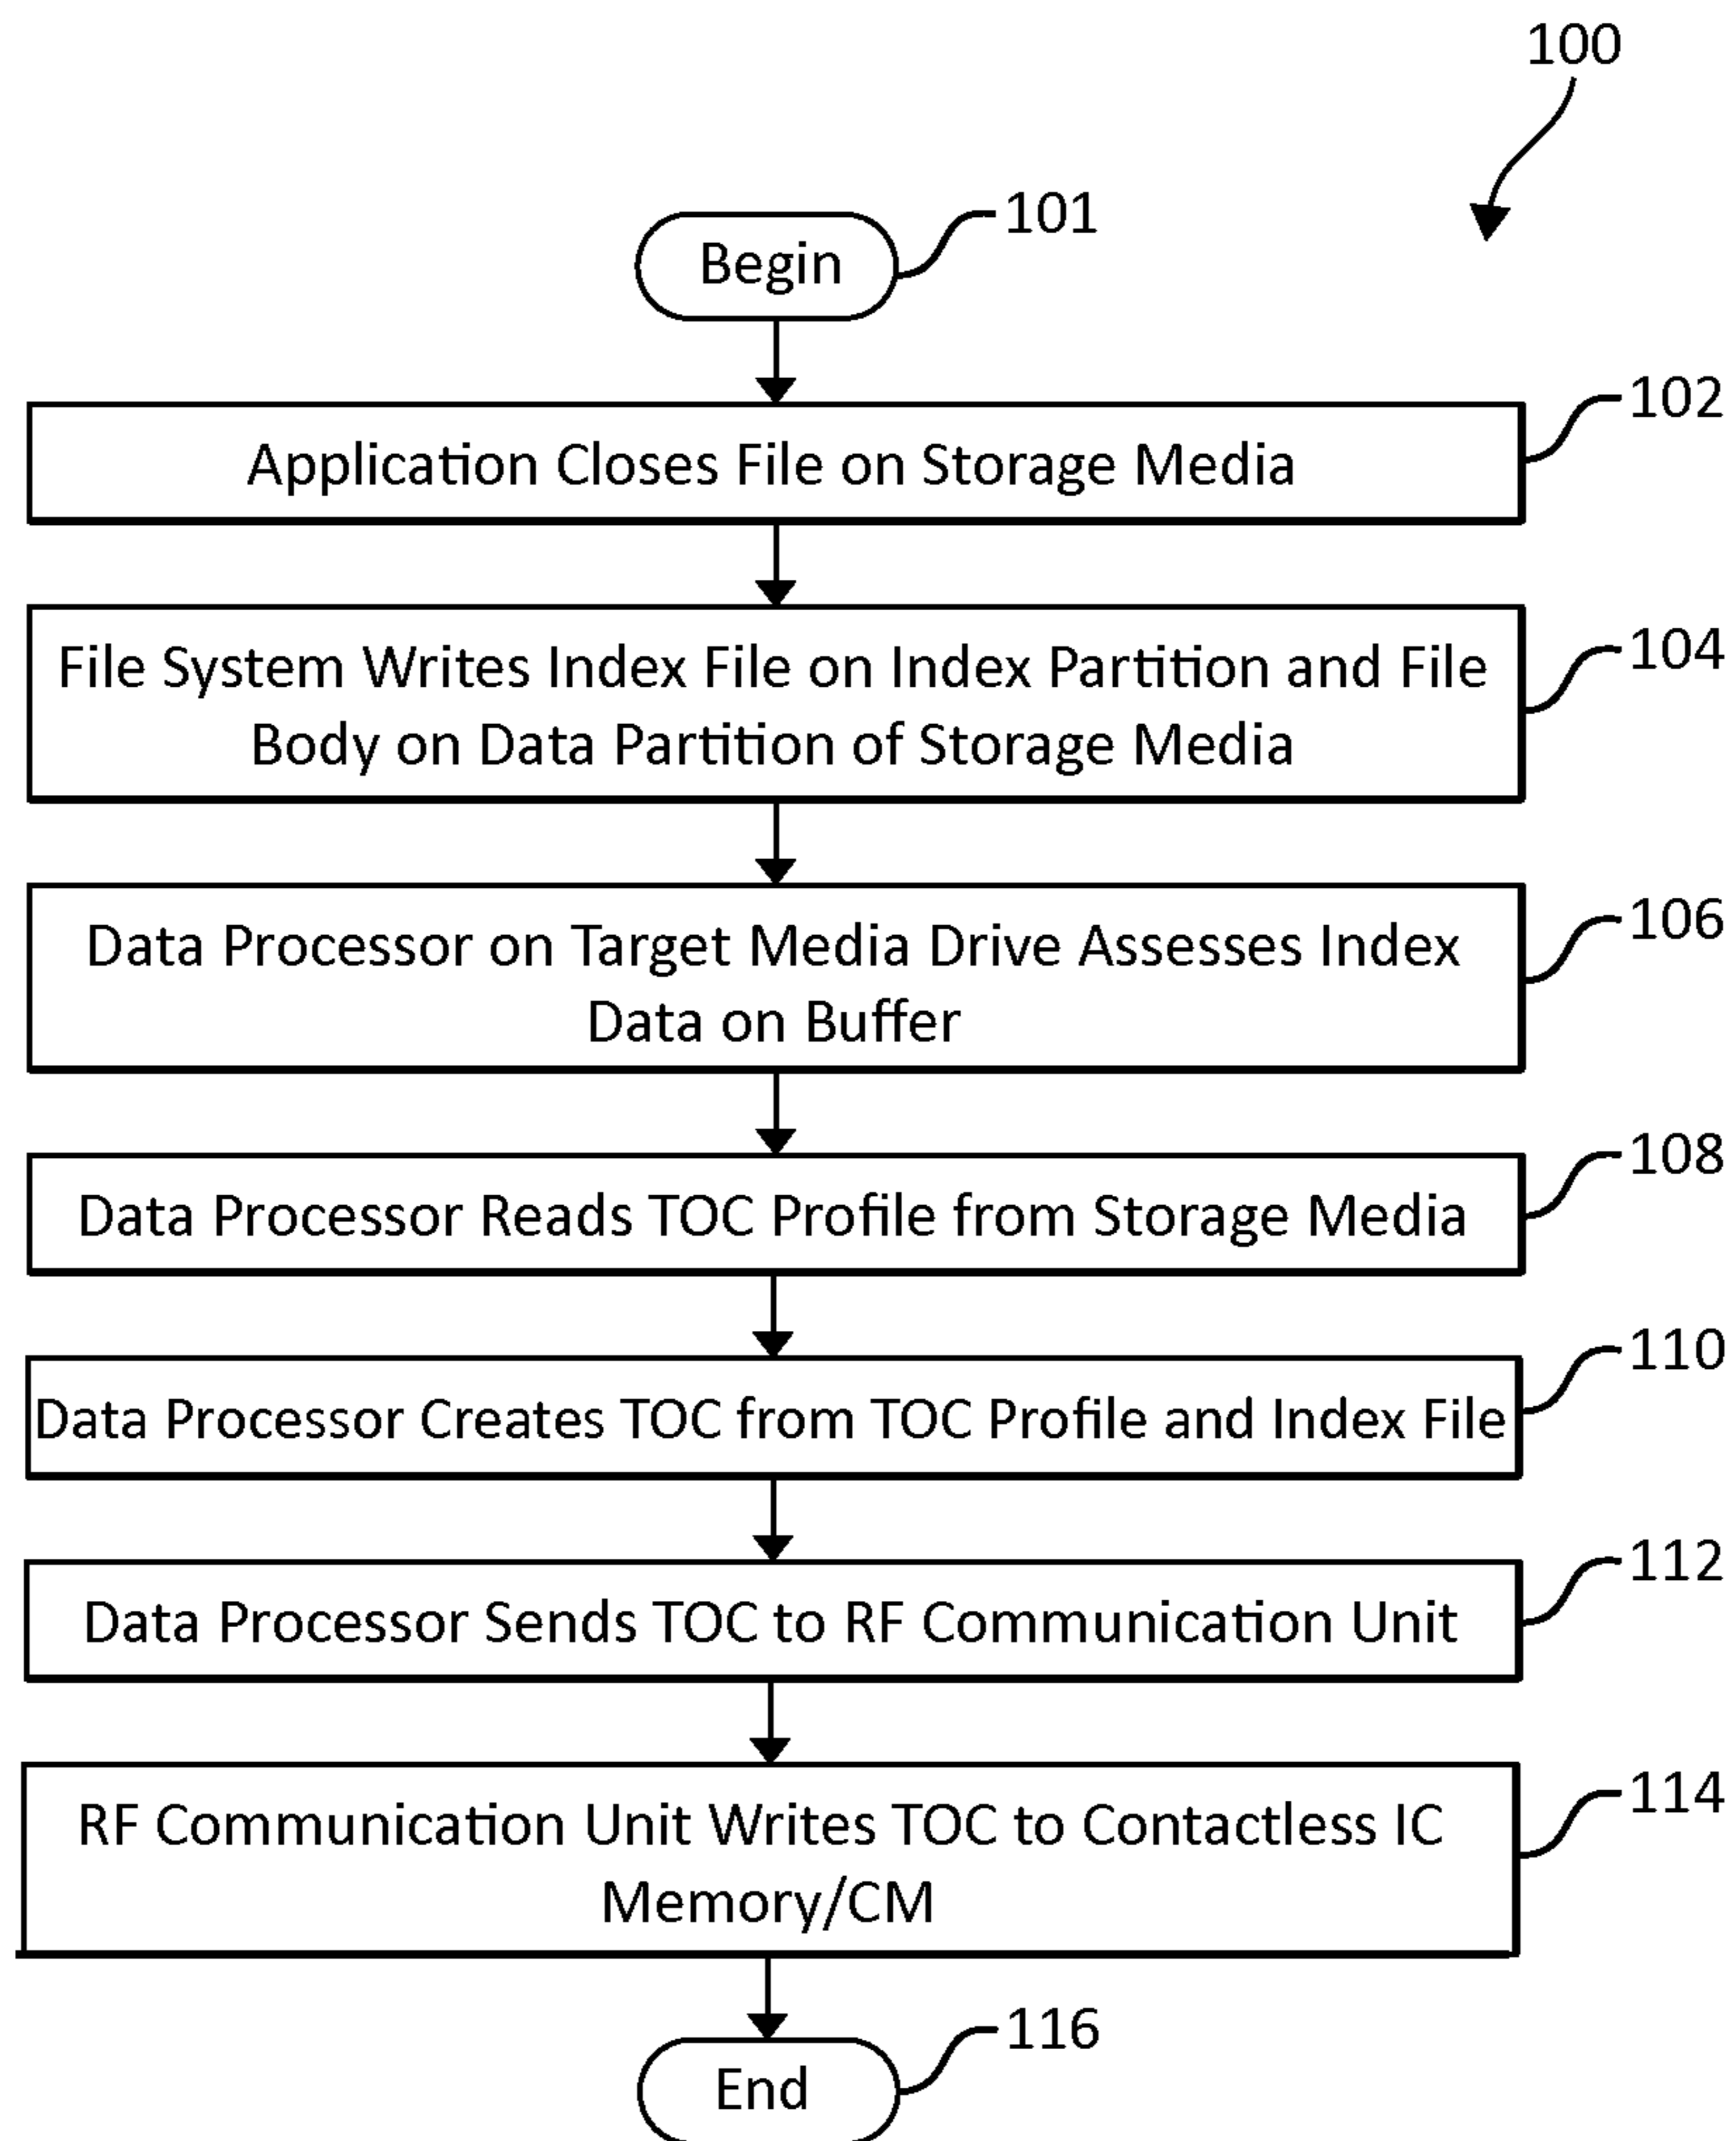 100
101
Begin
102
Application Closes File on Storage Media
104
File System Writes Index File on Index Partition and File
Body on Data Partition of Storage Media
106
Data Processor on Target Media Drive Assesses Index
Data on Buffer
108
Data Processor Reads TOC Profile from Storage Media
110
Data Processor Creates TOC from TOC Profile and Index File
112
Data Processor Sends TOC to RF Communication Unit
114
RF Communication Unit Writes TOC to Contactless IC
Memory/CM
116
End